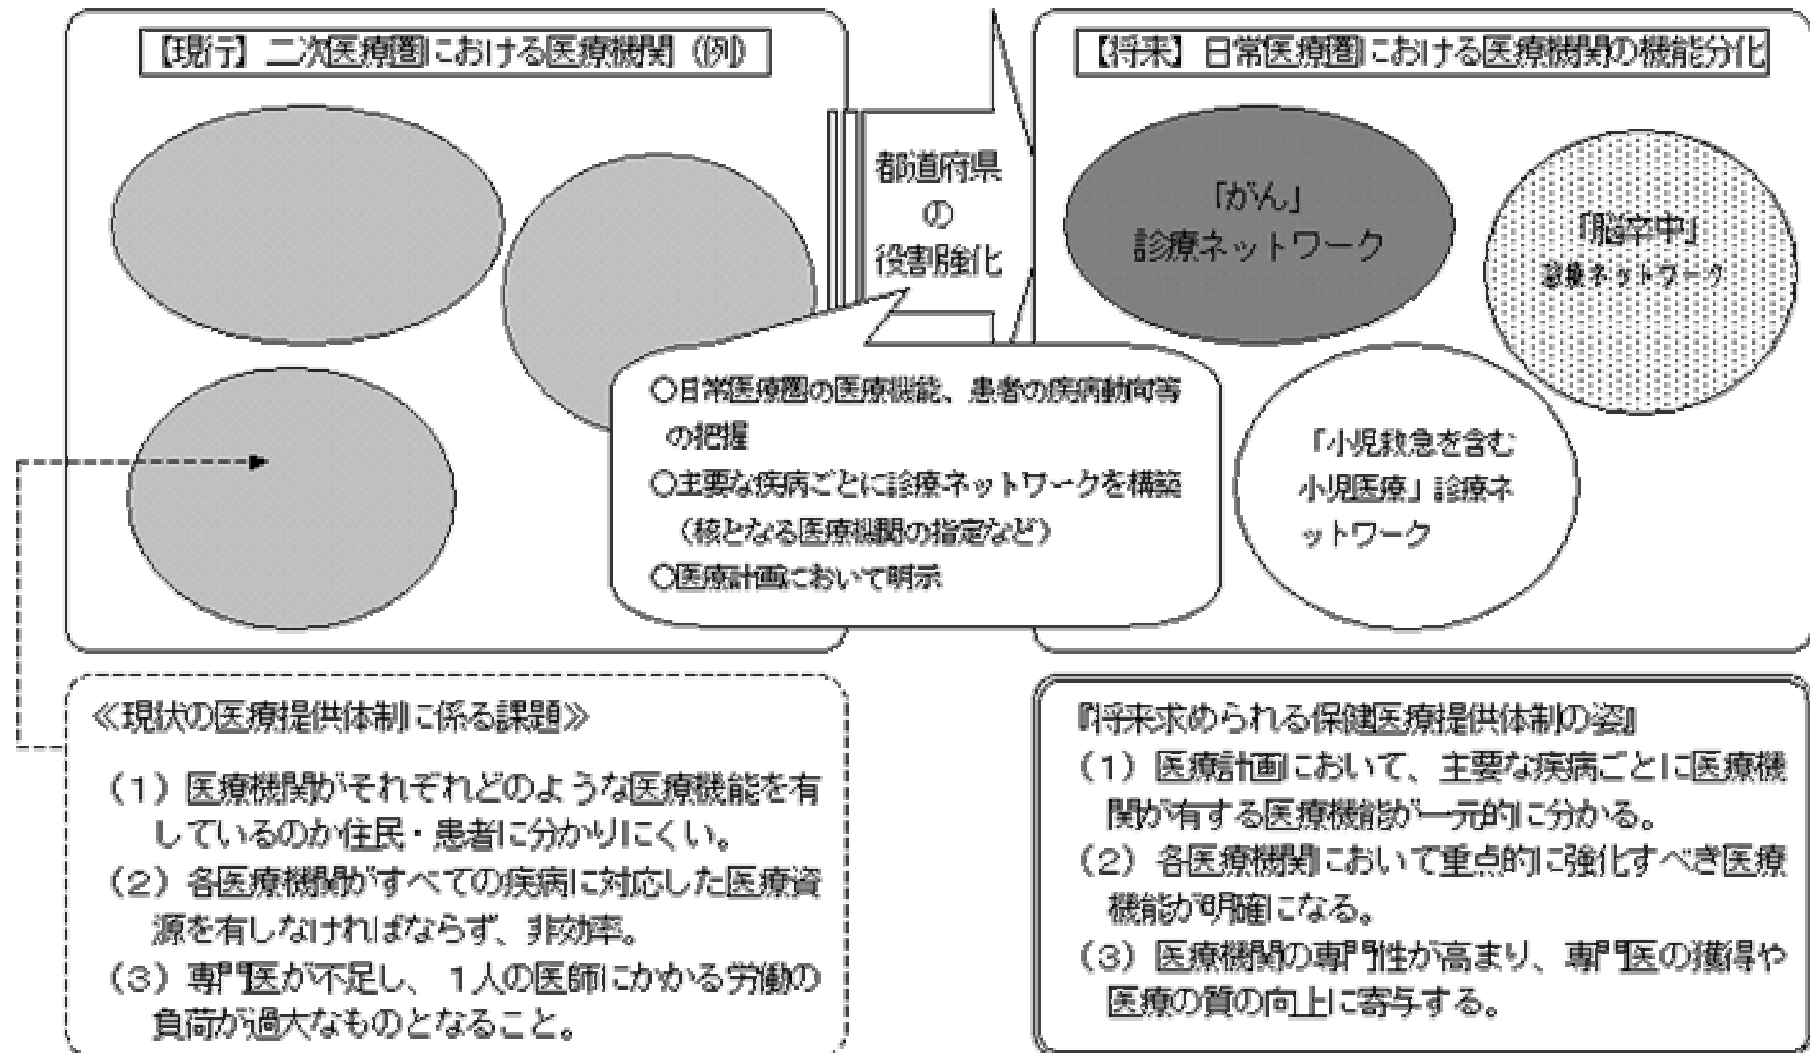 【現行】二次医療圏における医療機関(例)
都道府県
の
役割強化
【将来】日常医療圏における医療機関の機能分化
「がん」
診療ネットワーク
「脳卒中」
診療ネットワーク
「小児救急を含む
小児医療」診療ネ
ットワーク
○日常医療圏の医療機能、患者の疾病動向等
の把握
○主要な疾病ごとに診療ネットワークを構築
(核となる医療機関の指定など)
○医療計画において明示
≪現状の医療提供体制に係る課題≫
(1)医療機関がそれぞれどのような医療機能を有
しているのか住民・患者に分かりにくい。
(2)各医療機関がすべての疾病に対応した医療資
源を有しなければならず、非効率。
(3)専門医が不足し、1人の医師にかかる労働の
負荷が過大なものとなること。
『将来求められる保健医療提供体制の姿』
(1)医療計画において、主要な疾病ごとに医療機
関が有する医療機能が一元的に分かる。
(2)各医療機関において重点的に強化すべき医療
機能が明確になる。
(3)医療機関の専門性が高まり、専門医の獲得や
医療の質の向上に寄与する。